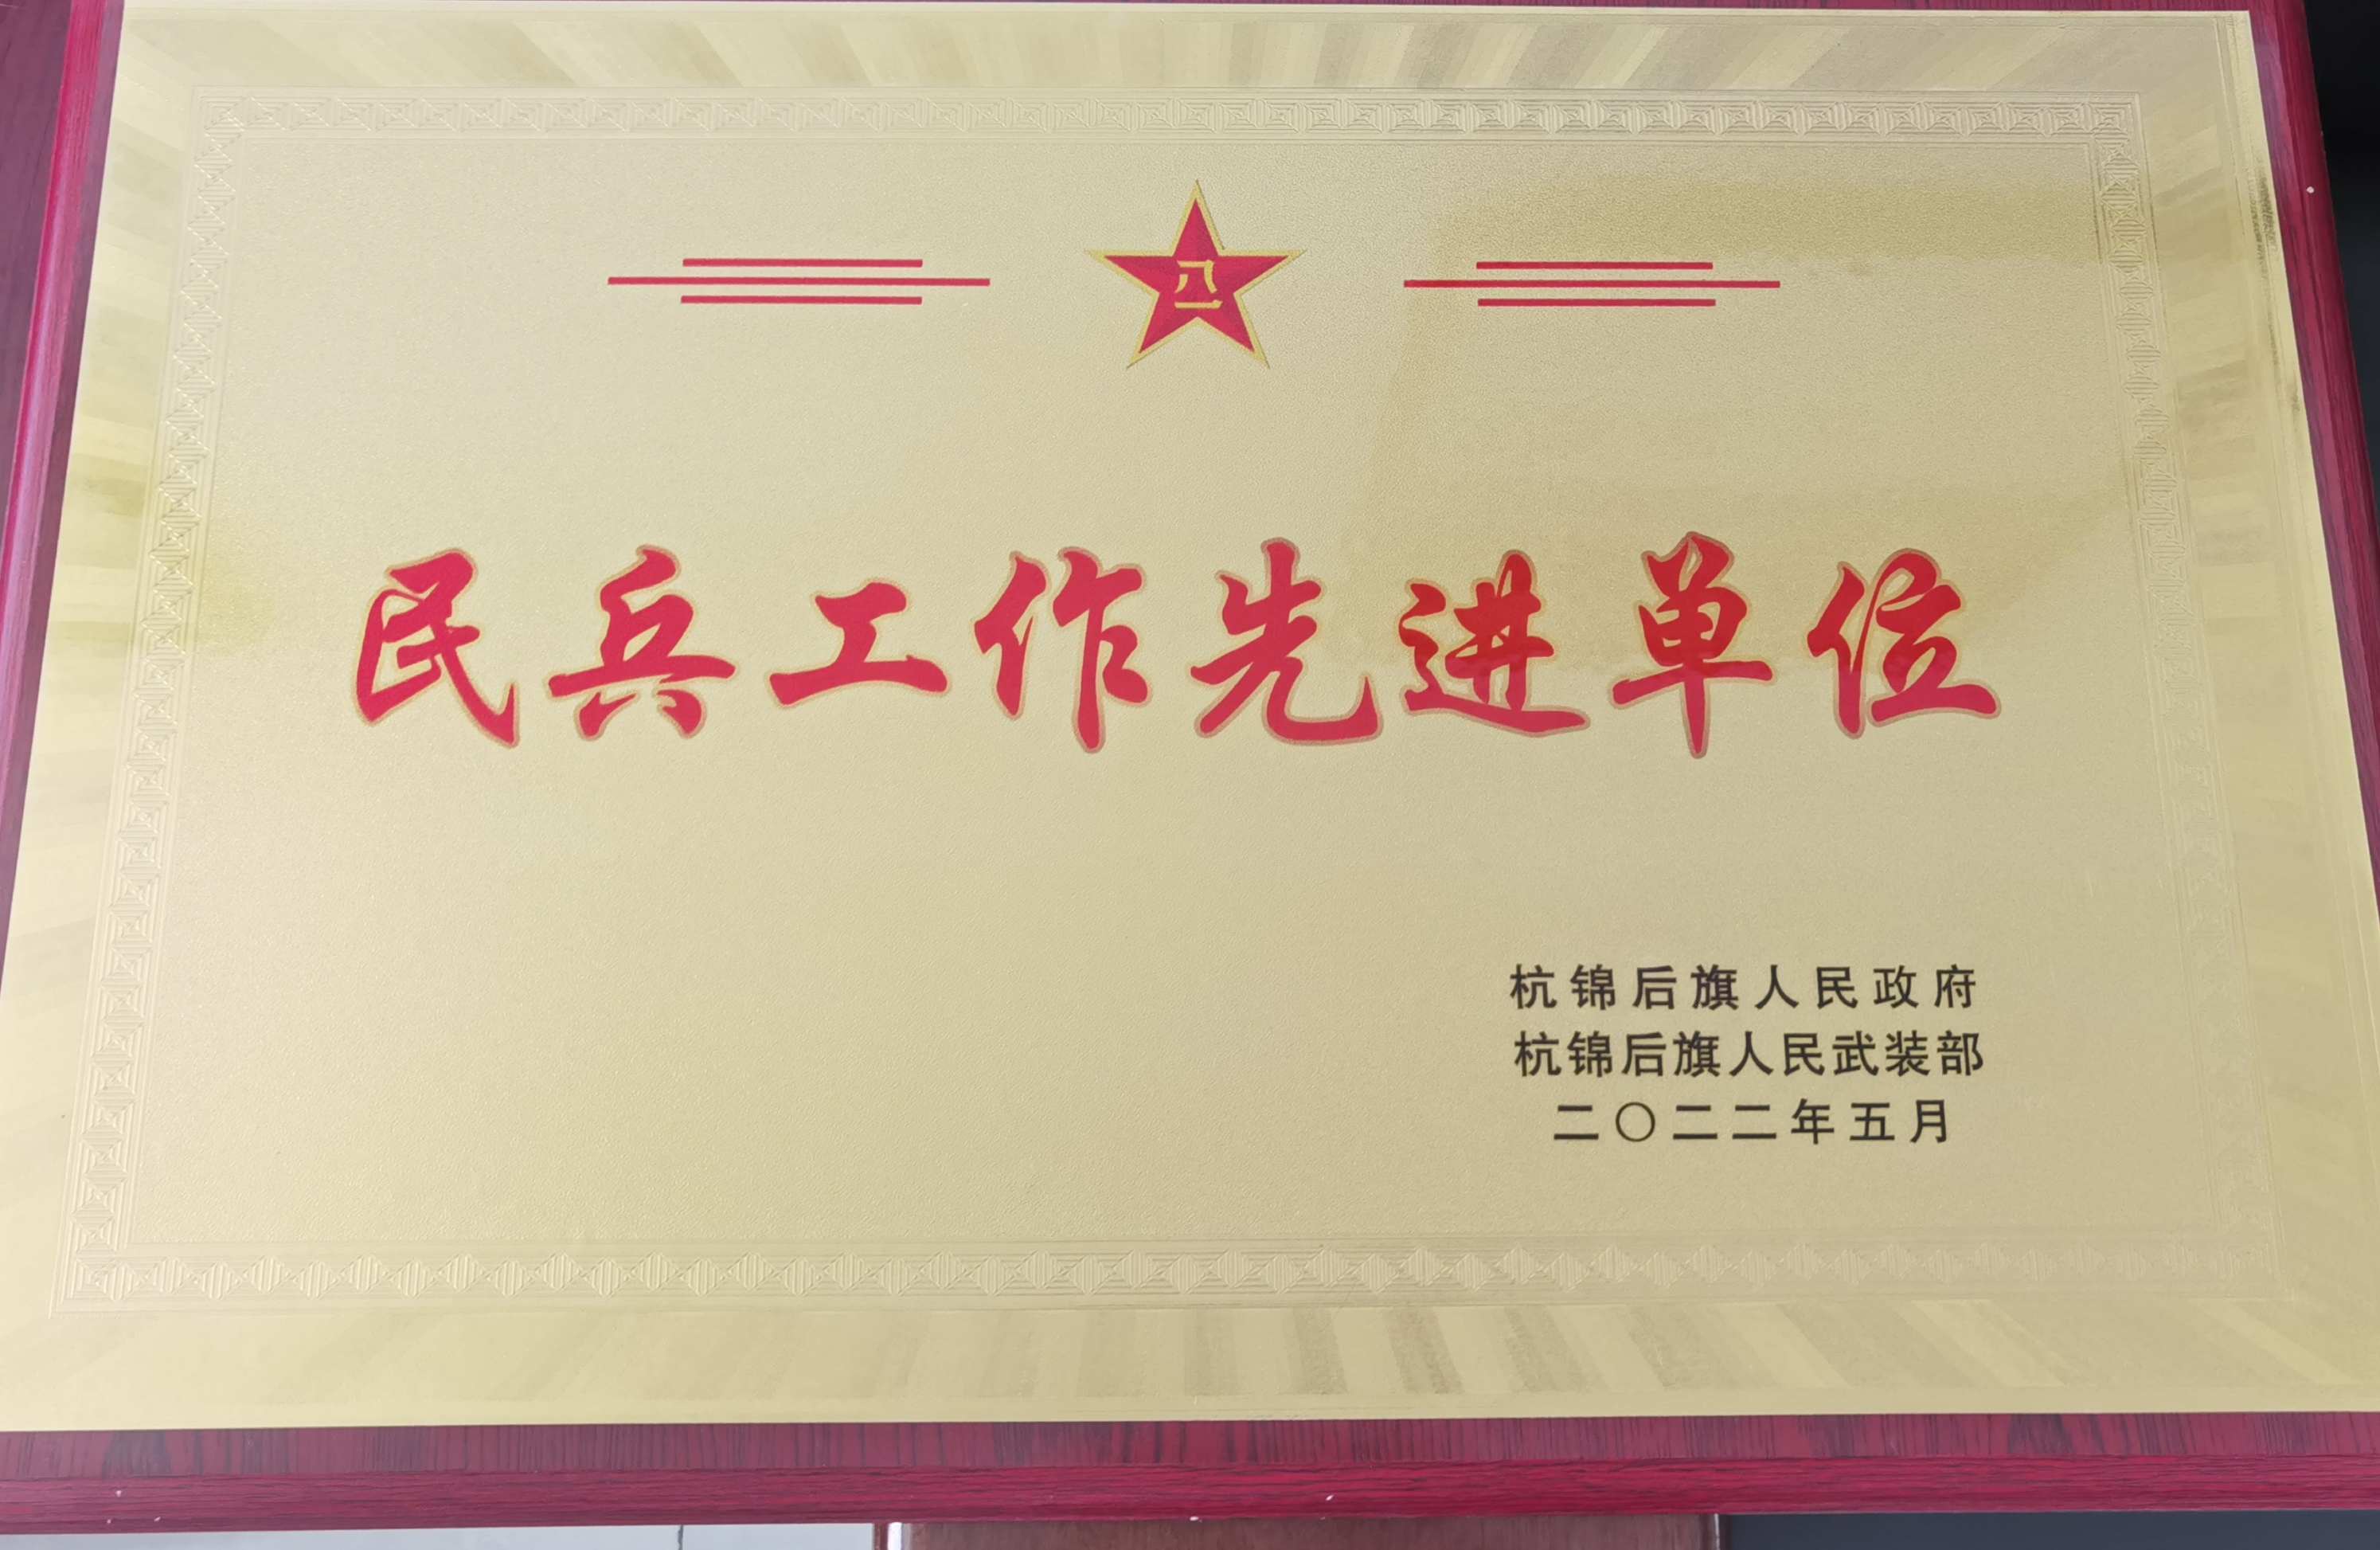 八一
民兵工作先进单位
杭锦后旗人民政府
杭锦后旗人民武装部
二〇二二年五月